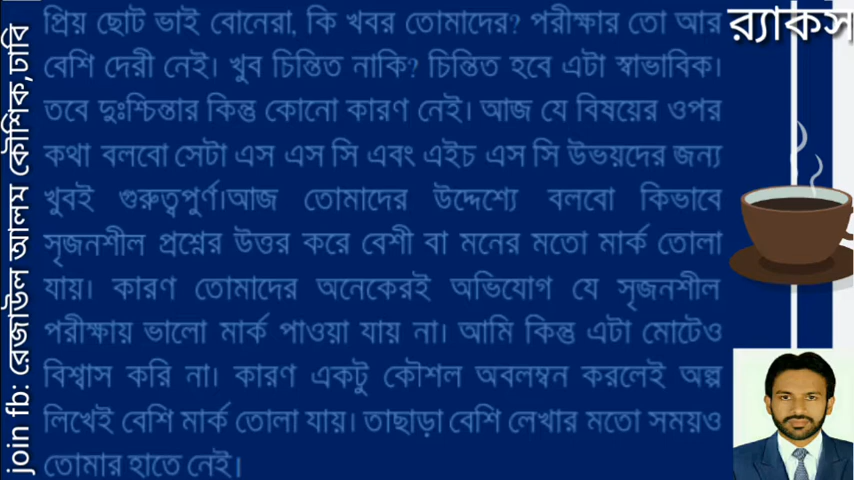 প্রিয় ছোট ভাই বোনেরা, কি খবর তোমাদের? পরীক্ষার তো আর
বেশি দেরী নেই। খুব চিন্তিত নাকি? চিন্তিত হবে এটা স্বাভাবিক।
তবে দুঃশ্চিন্তার কিন্তু কোনো কারণ নেই। আজ যে বিষয়ের ওপর
কথা বলবো সেটা এস এস সি এবং এইচ এস সি উভয়দের জন্য
খুবই গুরুত্বপুর্ণ।আজ তোমাদের উদ্দেশ্যে বলবো কিভাবে
সৃজনশীল প্রশ্নের উত্তর করে বেশী বা মনের মতো মার্ক তোলা
যায়। কারণ তোমাদের অনেকেরই অভিযোগ যে সৃজনশীল
পরীক্ষায় ভালো মার্ক পাওয়া যায় না। আমি কিন্তু এটা মোটেও
বিশ্বাস করি না। কারণ একটু কৌশল অবলম্বন করলেই অল্প
লিখেই বেশি মার্ক তোলা যায়। তাছাড়া বেশি লেখার মতো সময়ও
তোমার হাতে নেই।
র‍্যাকস
join fb: রেজাউল আলম কৌশিক,ঢাবি